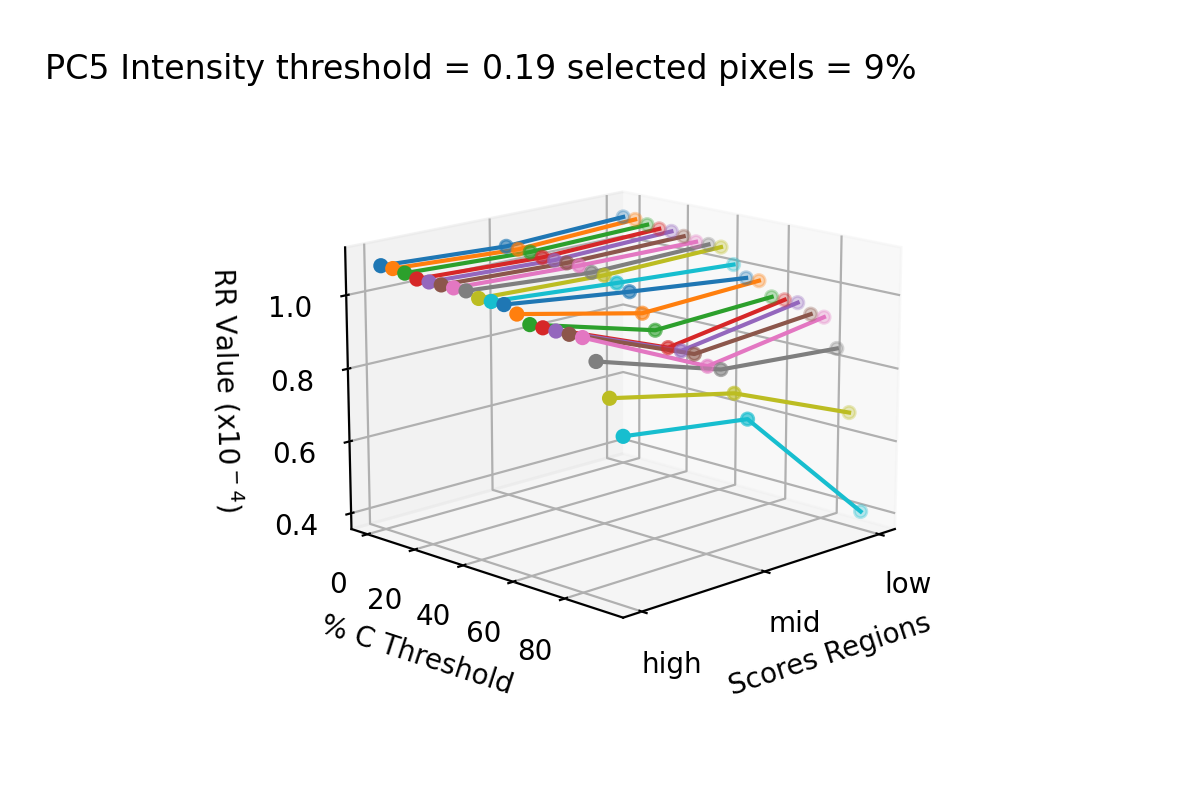 PC5 Intensity threshold = 0.19 selected pixels = 9%
RR Value (x10⁻⁴)
1.0
0.8
0.6
0.4
0
20
40
60
80
% C Threshold
high
mid
low
Scores Regions